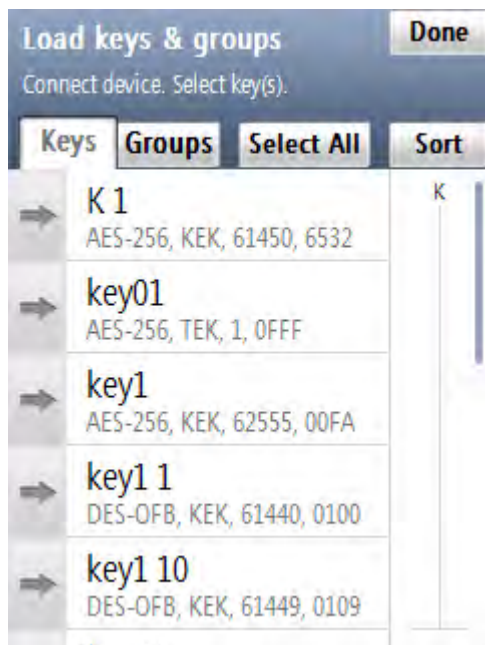 Load keys & groups
Done
Connect device. Select key(s).
Keys Groups Select All Sort
K 1
AES-256, KEK, 61450, 6532
K
key01
AES-256, TEK, 1, 0FFF
key1
AES-256, KEK, 62555, 00FA
key1 1
DES-OFB, KEK, 61440, 0100
key1 10
DES-OFB, KEK, 61449, 0109